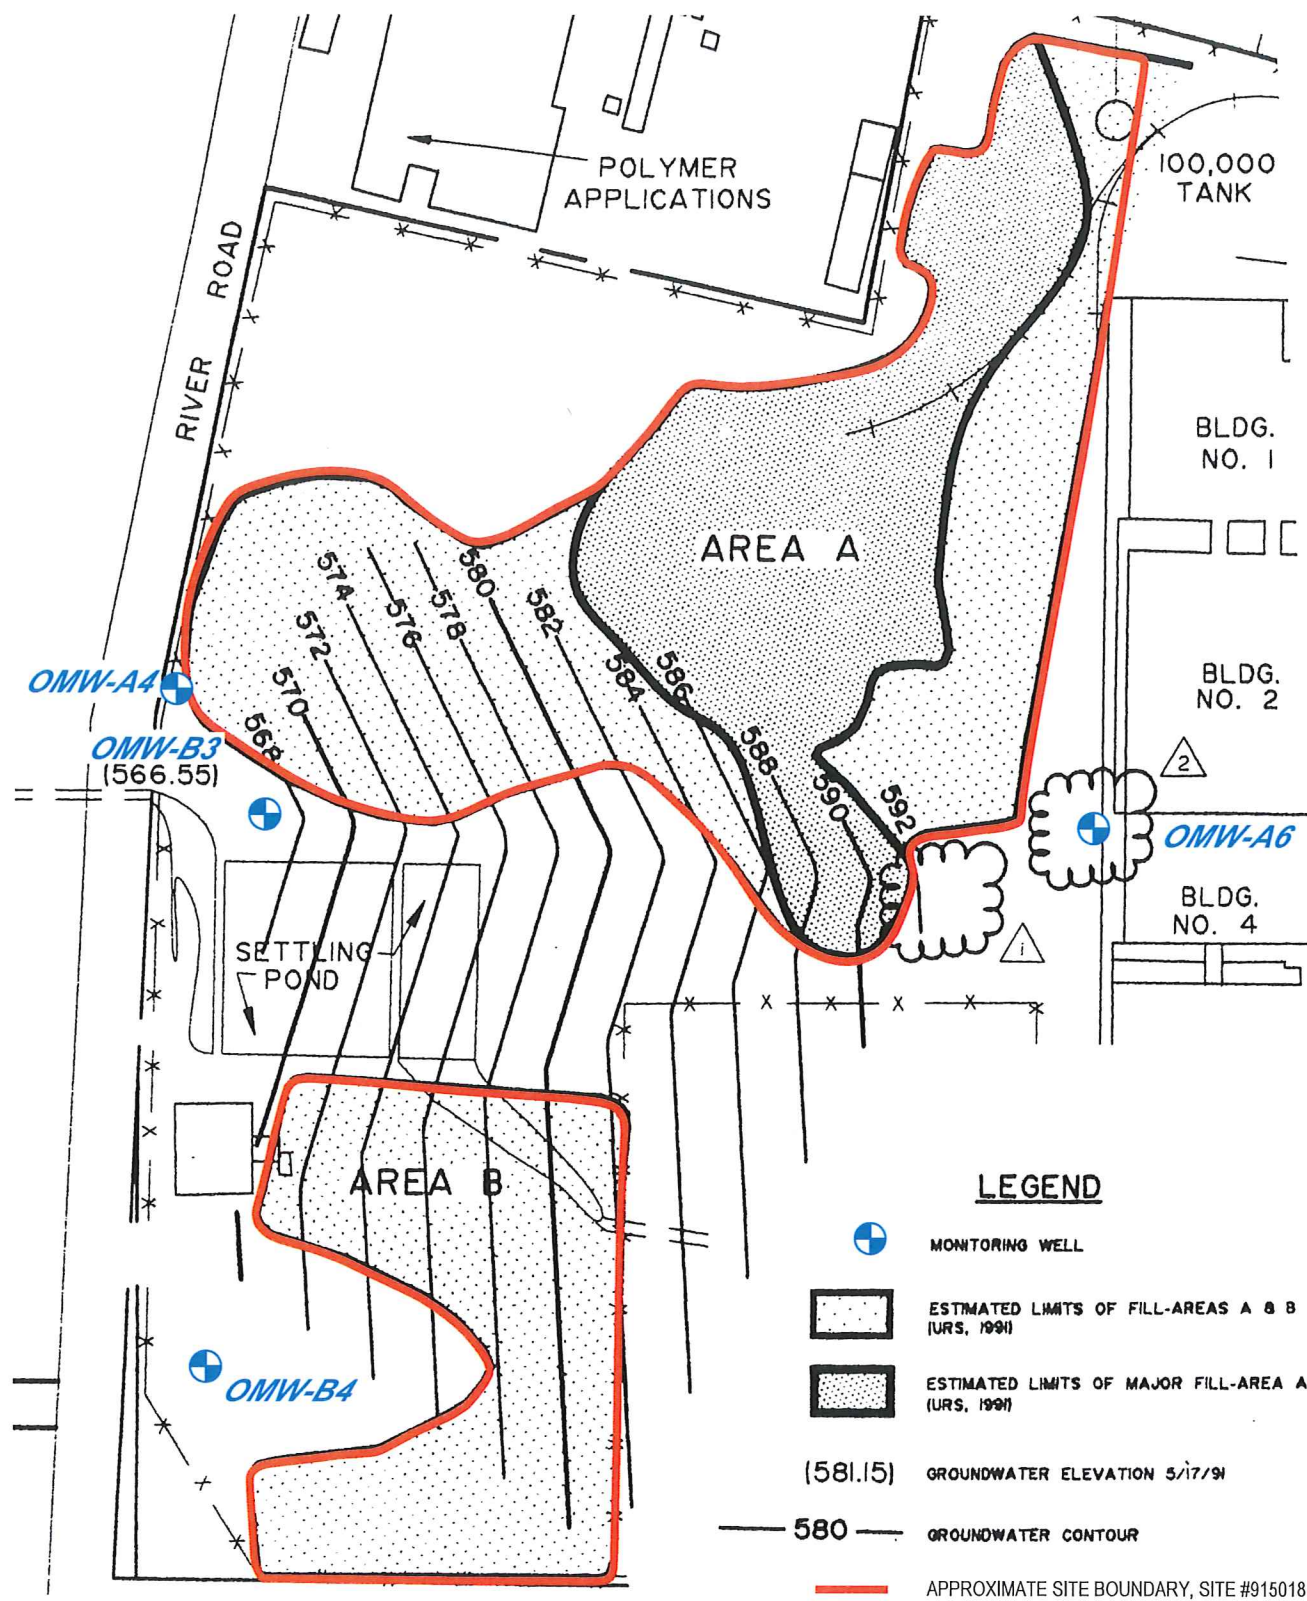 POLYMER
APPLICATIONS
100,000
TANK
RIVER ROAD
BLDG.
NO. 1
AREA A
580
574
576
578
582
572
570
568
584
586
588
590
592
BLDG.
NO. 2
OMW-A4
OMW-B3
(566.55)
2
OMW-A6
BLDG.
NO. 4
1
SETTLING
POND
AREA B
OMW-B4
LEGEND
MONITORING WELL
ESTIMATED LIMITS OF FILL-AREAS A & B
(URS, 1991)
ESTIMATED LIMITS OF MAJOR FILL-AREA A
(URS, 1991)
(581.15) GROUNDWATER ELEVATION 5/17/91
580 GROUNDWATER CONTOUR
APPROXIMATE SITE BOUNDARY, SITE #915018